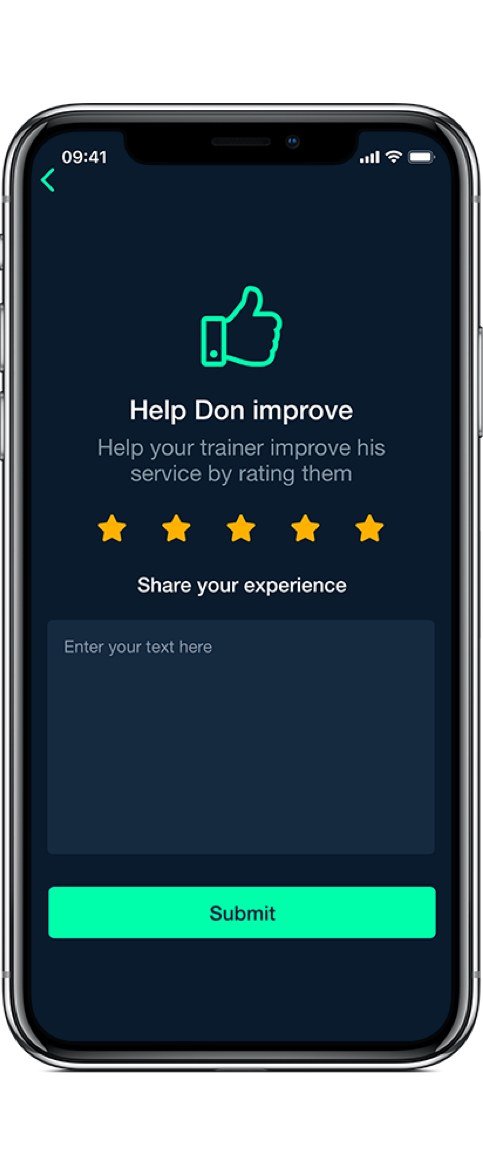 09:41
Help Don improve
Help your trainer improve his
service by rating them
Share your experience
Enter your text here
Submit